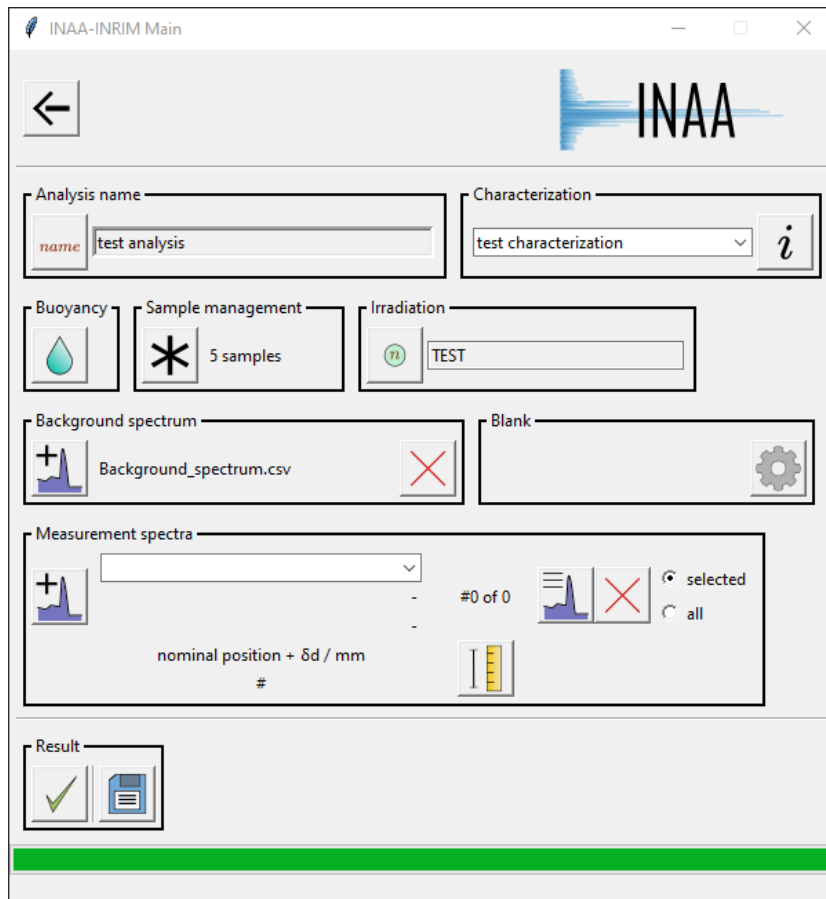 INAA-INRIM Main
INAA
Analysis name
name
test analysis
Characterization
test characterization
i
Buoyancy
Sample management
5 samples
Irradiation
n
TEST
Background spectrum
Background_spectrum.csv
Blank
Measurement spectra
-
-
#0 of 0
selected
all
nominal position + δd / mm
#
Result